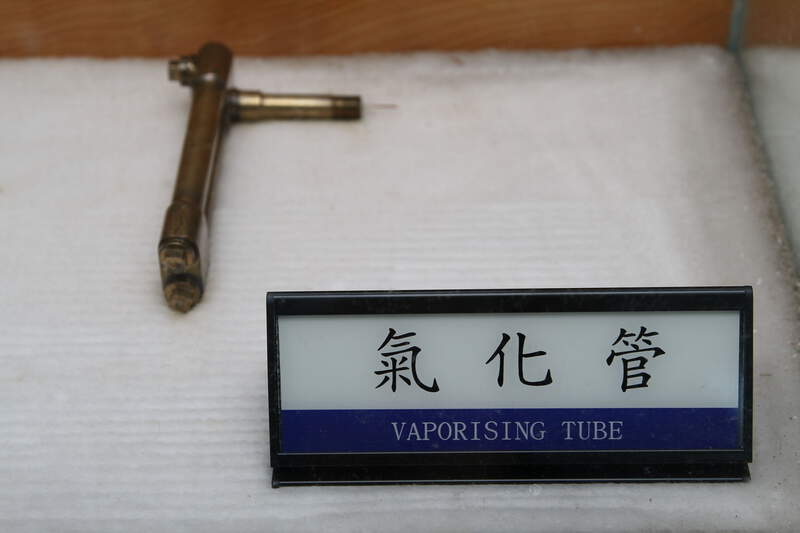 氣化管
VAPORISING TUBE